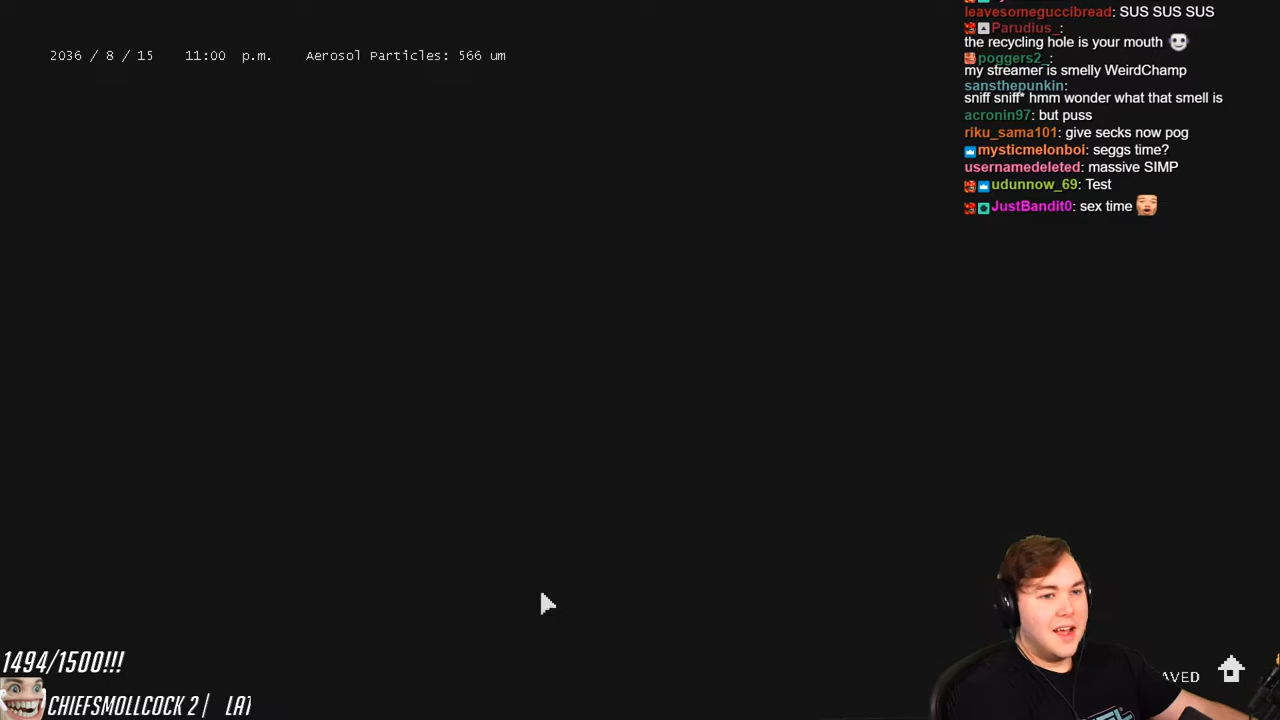 leavesomeguccibread: SUS SUS SUS
2036 / 8 / 15 11:00 p.m. Aerosol Particles: 566 um
Parudius_:
the recycling hole is your mouth
poggers2_:
my streamer is smelly WeirdChamp
sansthepunkin:
sniff sniff* hmm wonder what that smell is
acronin97: but puss
riku_sama101: give secks now pog
mysticmelonboi: seggs time?
usernamedeleted: massive SIMP
udunnow_69: Test
JustBandit0: sex time
1494/1500!!!
AVED
CHIEFSMOLLCOCK 2 | LAT